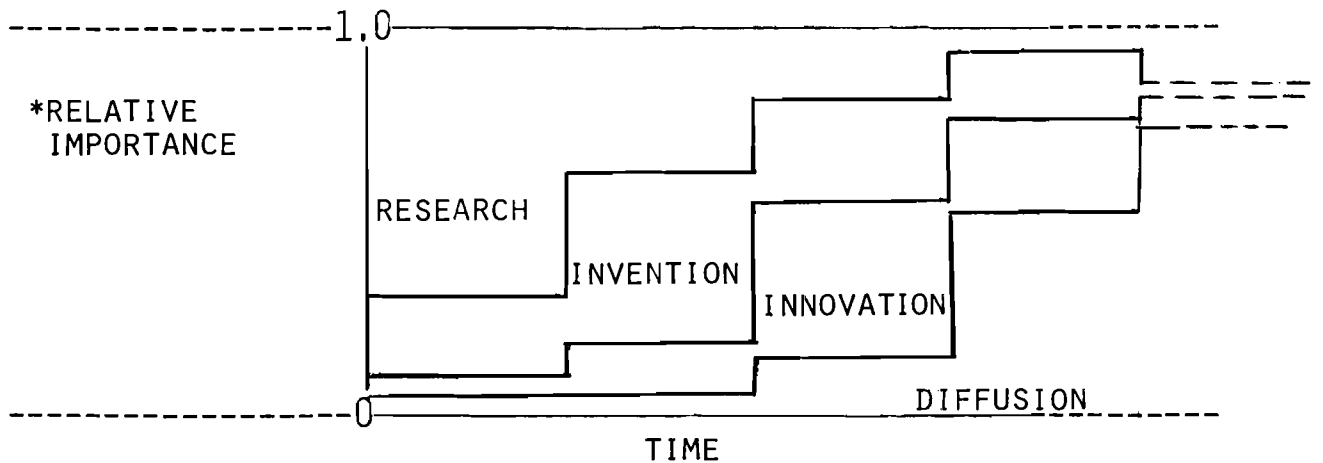 1.0
*RELATIVE
IMPORTANCE
RESEARCH
INVENTION
INNOVATION
DIFFUSION
0
TIME